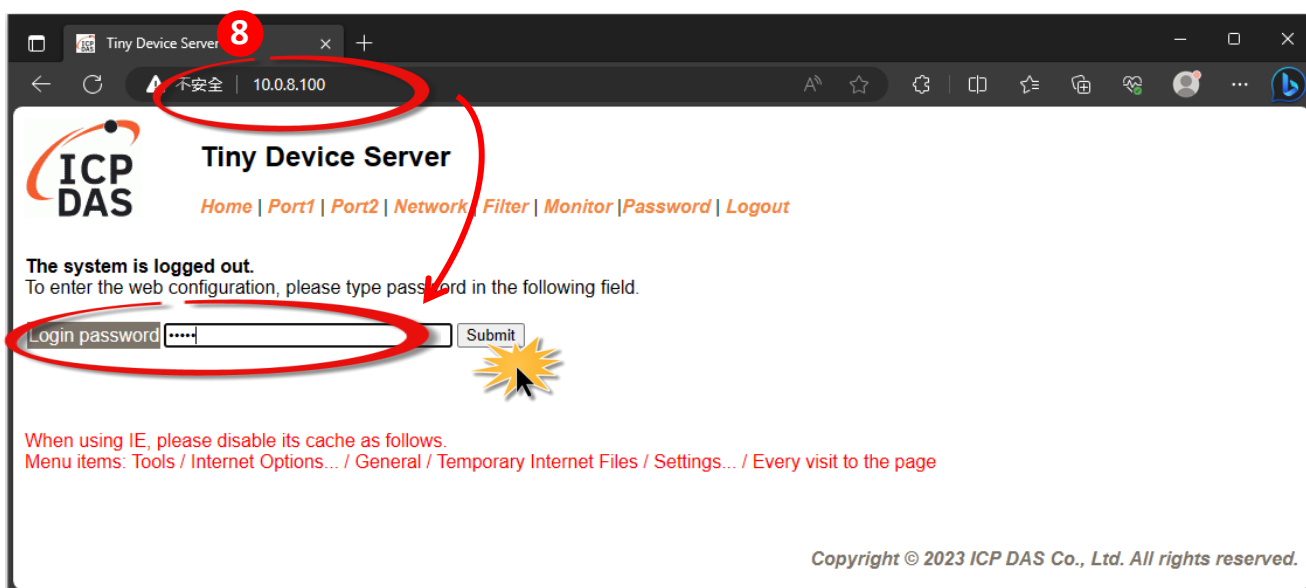 Tiny Device Server
8
不安全 | 10.0.8.100
ICP
DAS
Tiny Device Server
Home | Port1 | Port2 | Network | Filter | Monitor |Password | Logout
The system is logged out.
To enter the web configuration, please type password in the following field.
Login password ••••• Submit
When using IE, please disable its cache as follows.
Menu items: Tools / Internet Options... / General / Temporary Internet Files / Settings... / Every visit to the page
Copyright © 2023 ICP DAS Co., Ltd. All rights reserved.